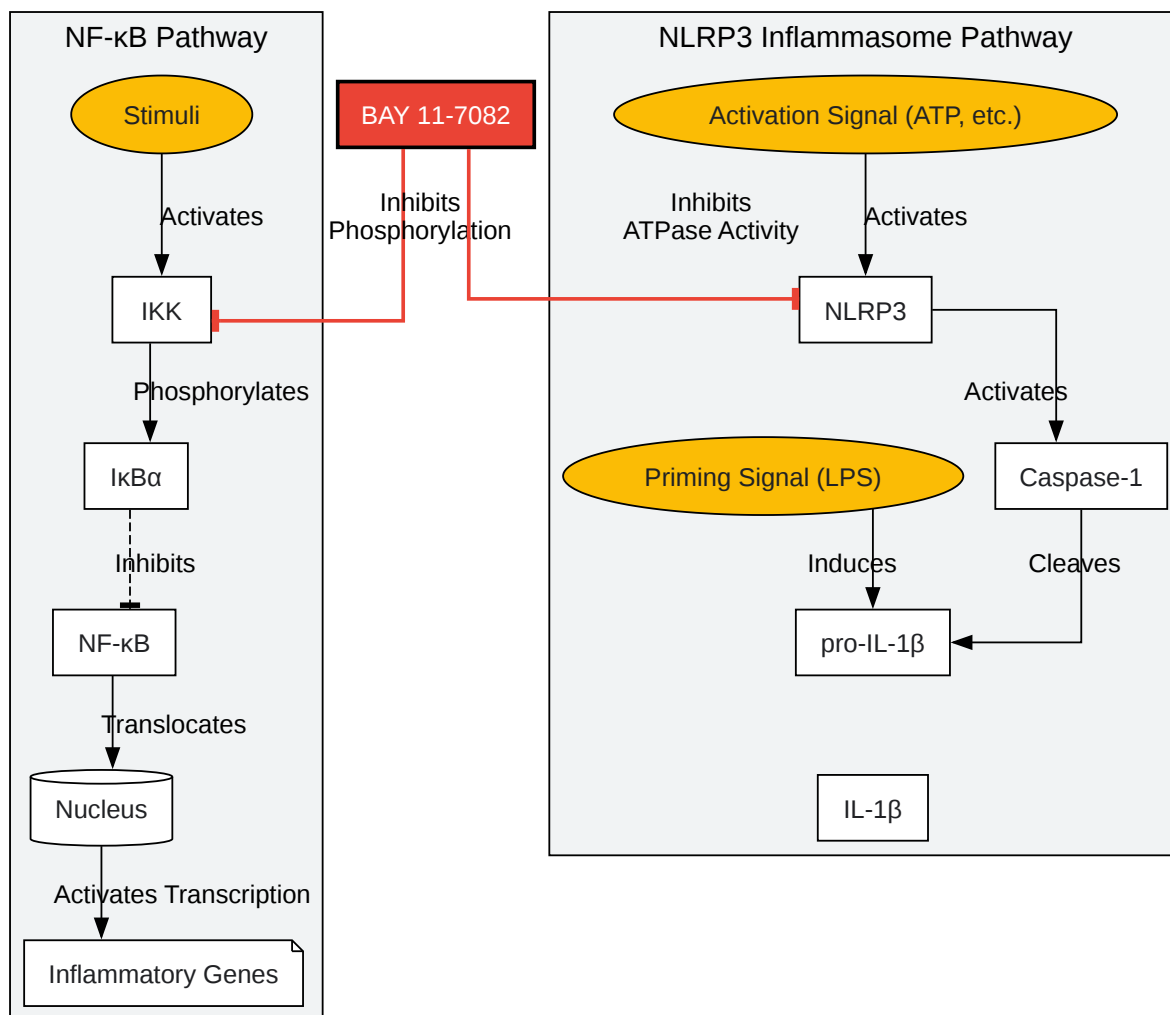 NF-κB Pathway
Stimuli
Activates
IKK
Phosphorylates
IκBα
Inhibits
NF-κB
Translocates
Nucleus
Activates Transcription
Inflammatory Genes
BAY 11-7082
Inhibits
Phosphorylation
NLRP3 Inflammasome Pathway
Activation Signal (ATP, etc.)
Inhibits
ATPase Activity
Activates
NLRP3
Activates
Priming Signal (LPS)
Caspase-1
Induces
Cleaves
pro-IL-1β
IL-1β